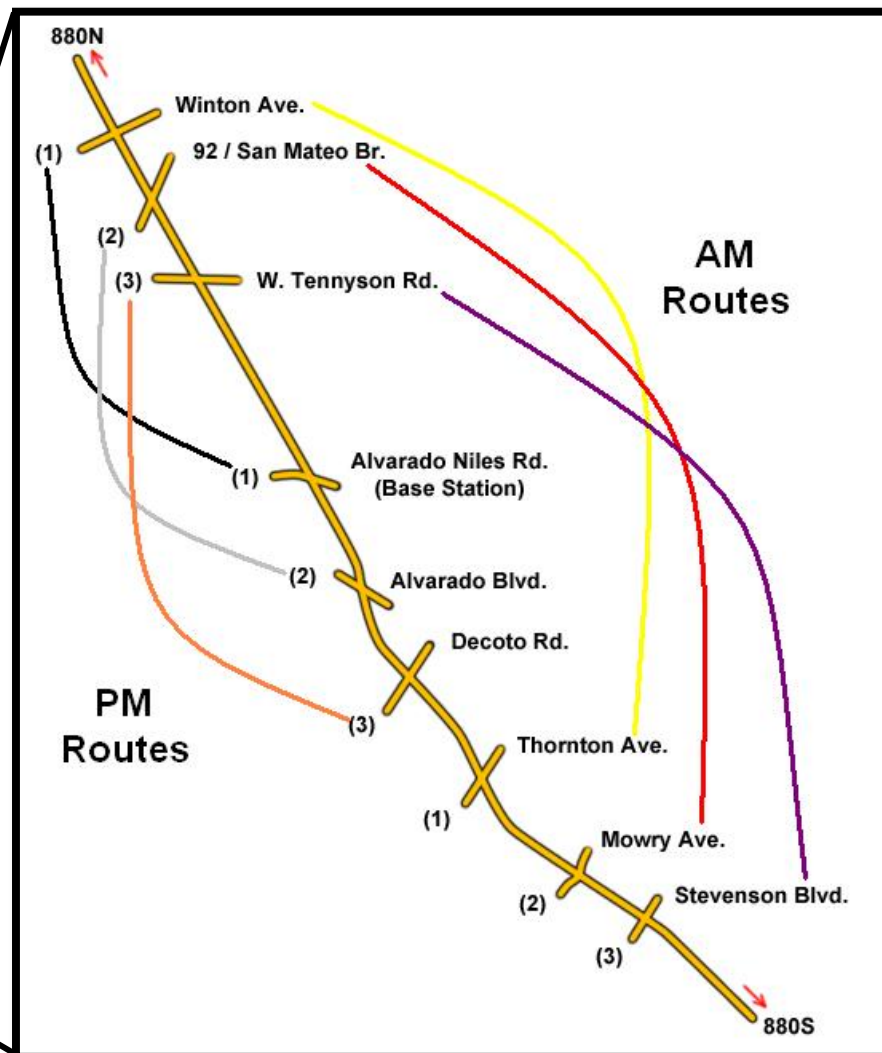 880N
Winton Ave.
(1)
92 / San Mateo Br.
(2)
AM
Routes
(3)
W. Tennyson Rd.
Alvarado Niles Rd.
(1)
(Base Station)
(2)
Alvarado Blvd.
Decoto Rd.
PM
Routes
(3)
Thornton Ave.
(1)
Mowry Ave.
(2)
Stevenson Blvd.
(3)
880S